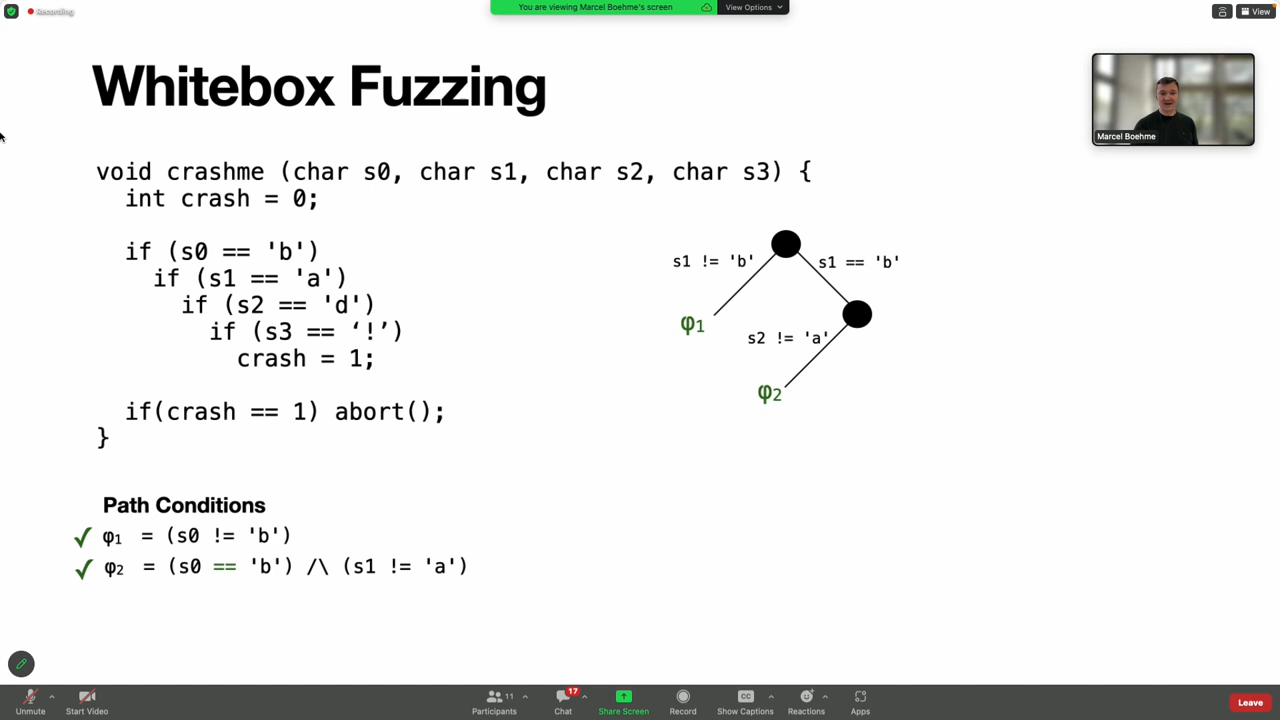 Recording
You are viewing Marcel Boehme's screen
View Options
View
Whitebox Fuzzing
Marcel Boehme
void crashme (char s0, char s1, char s2, char s3) {
int crash = 0;
if (s0 == 'b')
if (s1 == 'a')
if (s2 == 'd')
if (s3 == ‘!’)
crash = 1;
if(crash == 1) abort();
}
s1 != 'b'
s1 == 'b'
φ1
s2 != 'a'
φ2
Path Conditions
✓ φ1 = (s0 != 'b')
✓ φ2 = (s0 == 'b') /\ (s1 != 'a')
Unmute
Start Video
Participants
11
Chat
17
Share Screen
Record
CC
Show Captions
Reactions
Apps
Leave